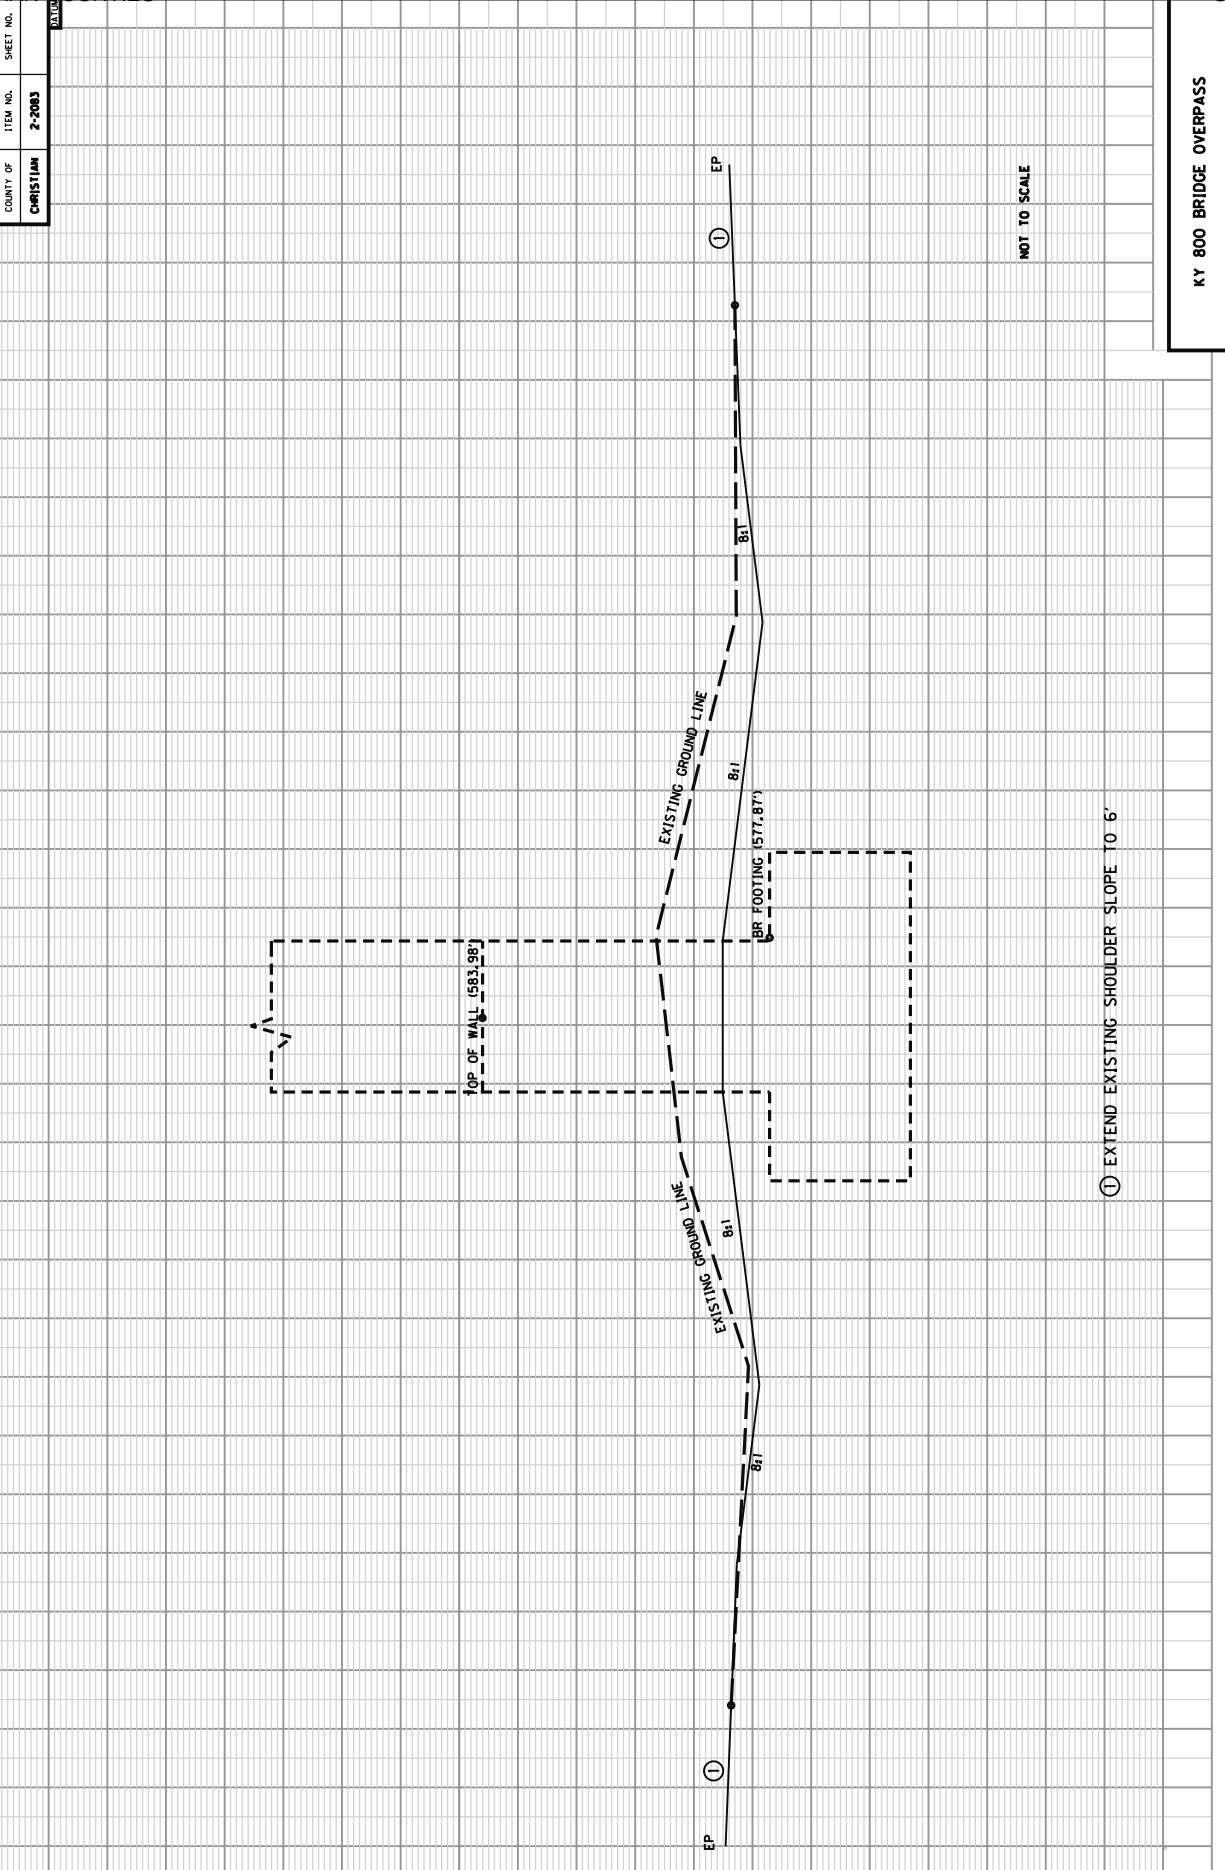 COUNTY OF
ITEM NO.
SHEET NO.
CHRISTIAN
2-2083
DATUM
TOP OF WALL (583.98')
EP
①
8:1
EXISTING GROUND LINE
8:1
BR FOOTING (577.87')
EXISTING GROUND LINE
8:1
8:1
①
EP
NOT TO SCALE
① EXTEND EXISTING SHOULDER SLOPE TO 6'
KY 800 BRIDGE OVERPASS